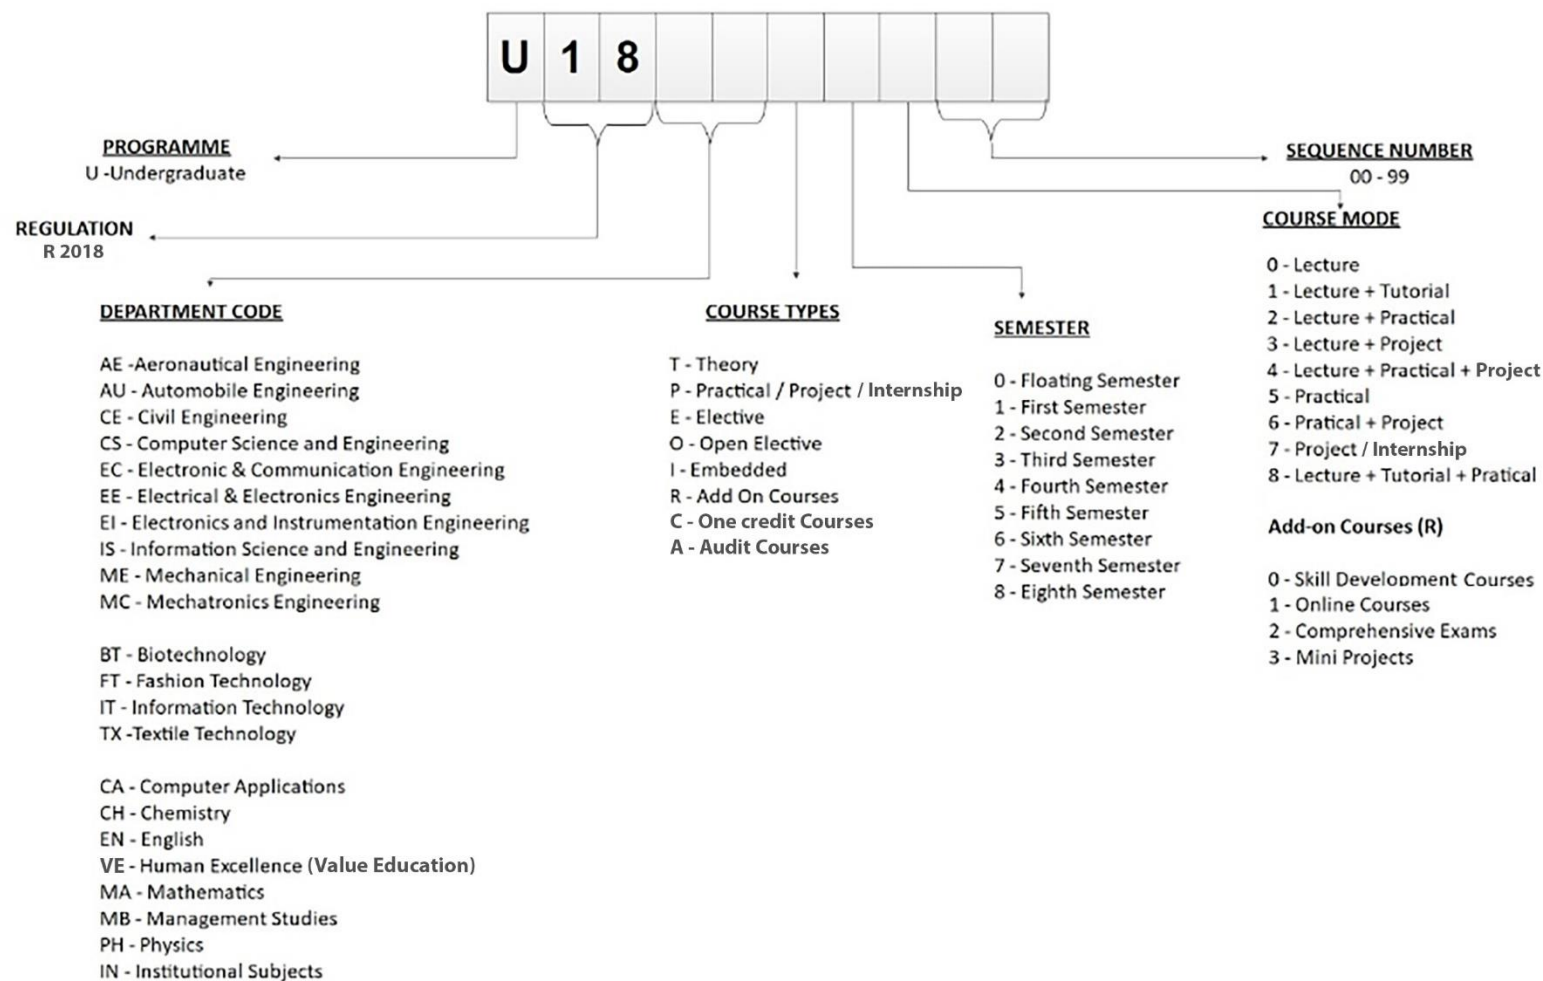 U 1 8
PROGRAMME
U -Undergraduate
REGULATION
R 2018
SEQUENCE NUMBER
00 - 99
DEPARTMENT CODE
AE -Aeronautical Engineering
AU - Automobile Engineering
CE - Civil Engineering
CS - Computer Science and Engineering
EC - Electronic & Communication Engineering
EE - Electrical & Electronics Engineering
EI - Electronics and Instrumentation Engineering
IS - Information Science and Engineering
ME - Mechanical Engineering
MC - Mechatronics Engineering
BT - Biotechnology
FT - Fashion Technology
IT - Information Technology
TX -Textile Technology
CA - Computer Applications
CH - Chemistry
EN - English
VE - Human Excellence (Value Education)
MA - Mathematics
MB - Management Studies
PH - Physics
IN - Institutional Subjects
COURSE TYPES
T - Theory
P - Practical / Project / Internship
E - Elective
O - Open Elective
I - Embedded
R - Add On Courses
C - One credit Courses
A - Audit Courses
SEMESTER
0 - Floating Semester
1 - First Semester
2 - Second Semester
3 - Third Semester
4 - Fourth Semester
5 - Fifth Semester
6 - Sixth Semester
7 - Seventh Semester
8 - Eighth Semester
COURSE MODE
0 - Lecture
1 - Lecture + Tutorial
2 - Lecture + Practical
3 - Lecture + Project
4 - Lecture + Practical + Project
5 - Practical
6 - Pratical + Project
7 - Project / Internship
8 - Lecture + Tutorial + Pratical
Add-on Courses (R)
0 - Skill Development Courses
1 - Online Courses
2 - Comprehensive Exams
3 - Mini Projects